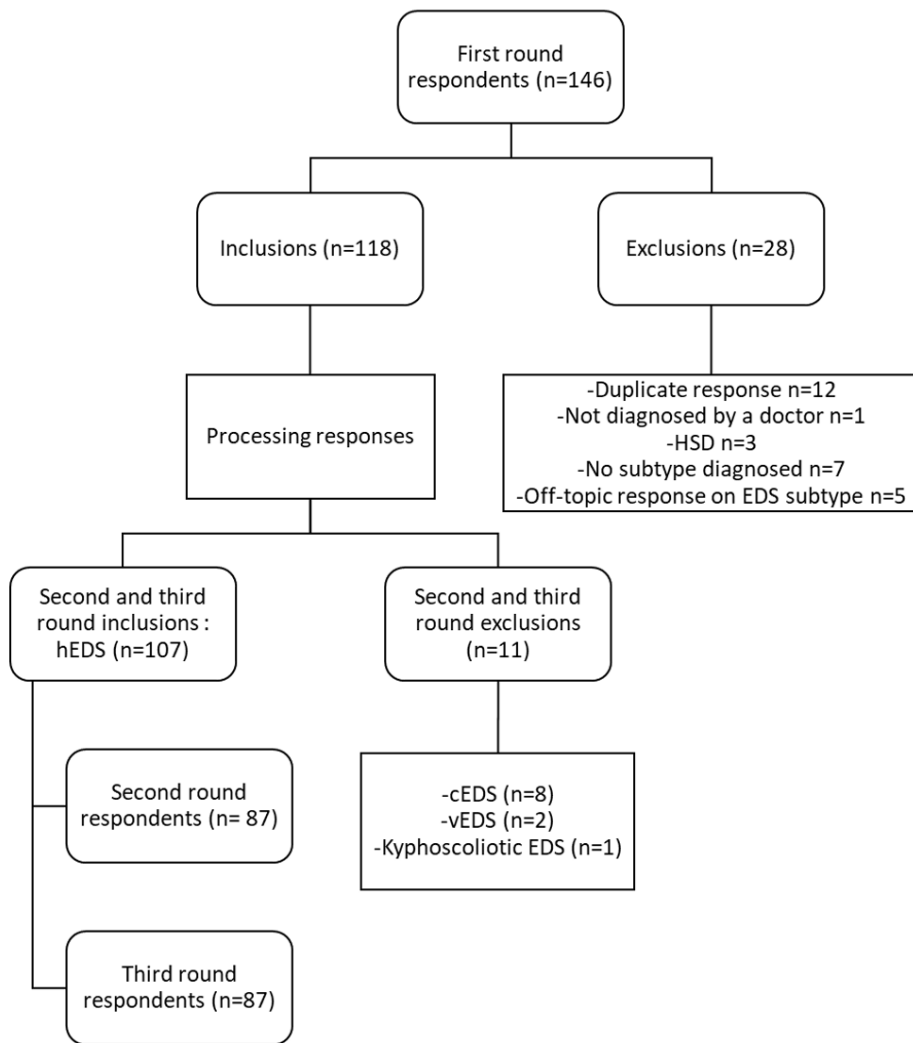 First round
respondents (n=146)
Inclusions (n=118)
Exclusions (n=28)
Processing responses
-Duplicate response n=12
-Not diagnosed by a doctor n=1
-HSD n=3
-No subtype diagnosed n=7
-Off-topic response on EDS subtype n=5
Second and third
round inclusions :
hEDS (n=107)
Second and third
round exclusions
(n=11)
Second round
respondents (n= 87)
-cEDS (n=8)
-vEDS (n=2)
-Kyphoscoliotic EDS (n=1)
Third round
respondents (n=87)